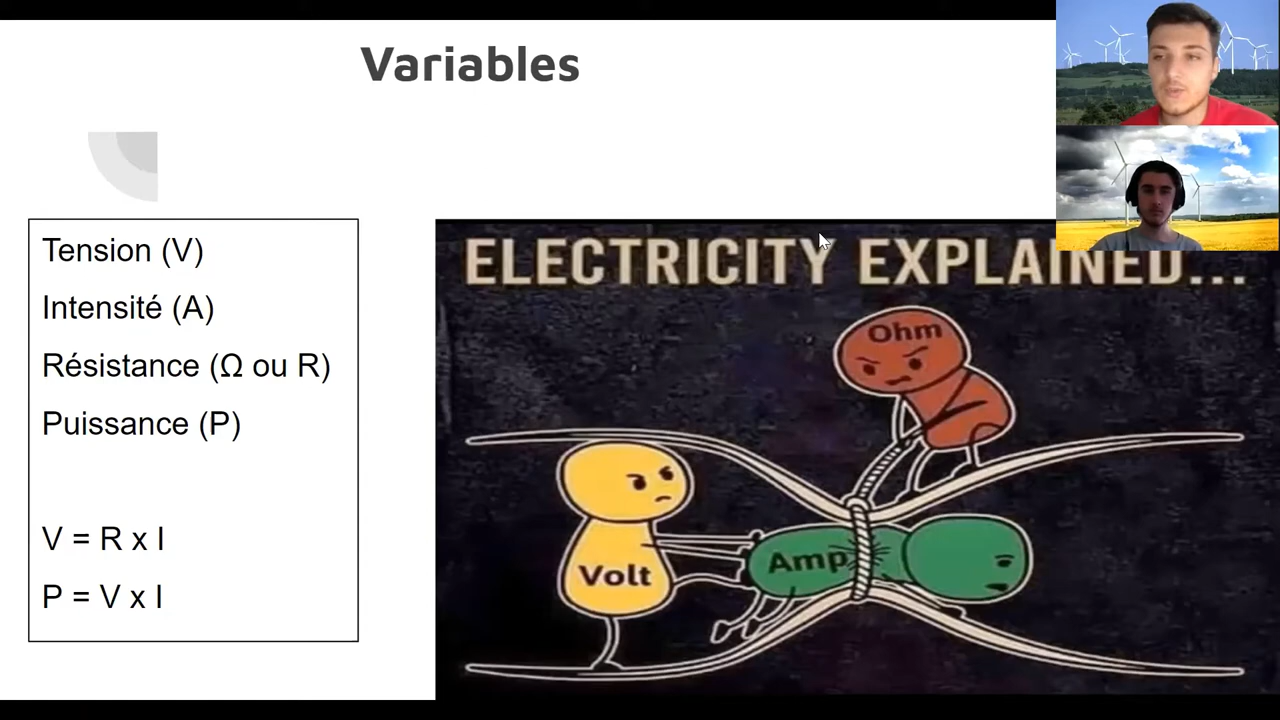 Variables
Tension (V)
Intensité (A)
Résistance (Ω ou R)
Puissance (P)
V = R x I
P = V x I
ELECTRICITY EXPLAINED...
Ohm
Volt
Amp